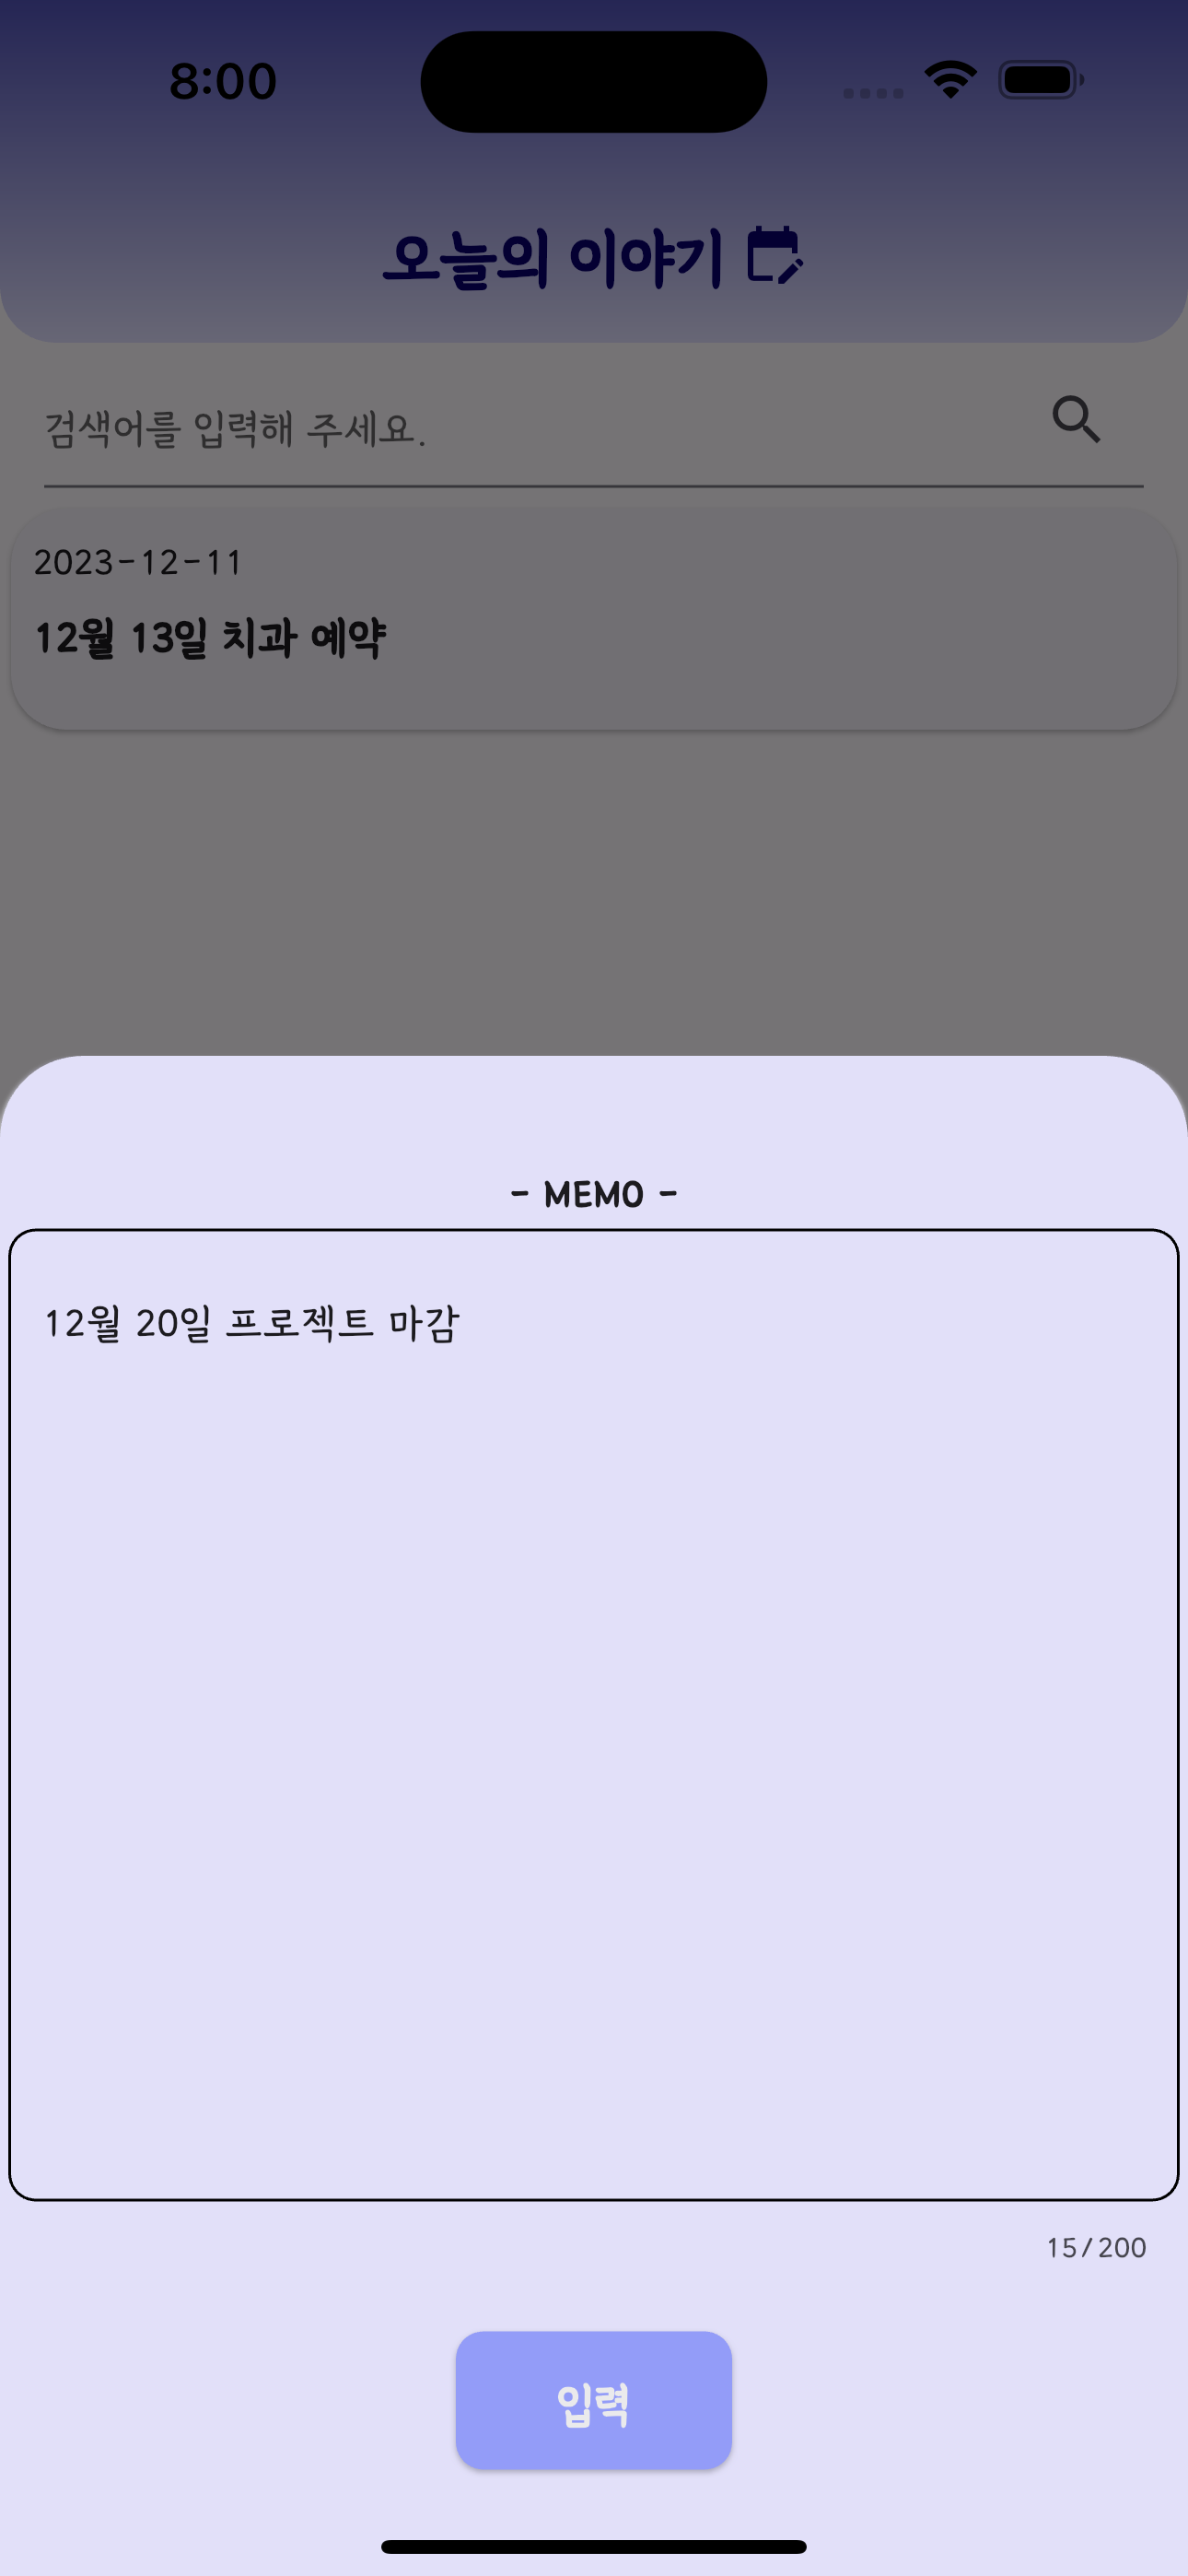 8:00
오늘의 이야기
검색어를 입력해 주세요.
2023-12-11
12월 13일 치과 예약
- MEMO -
12월 20일 프로젝트 마감
15/200
입력